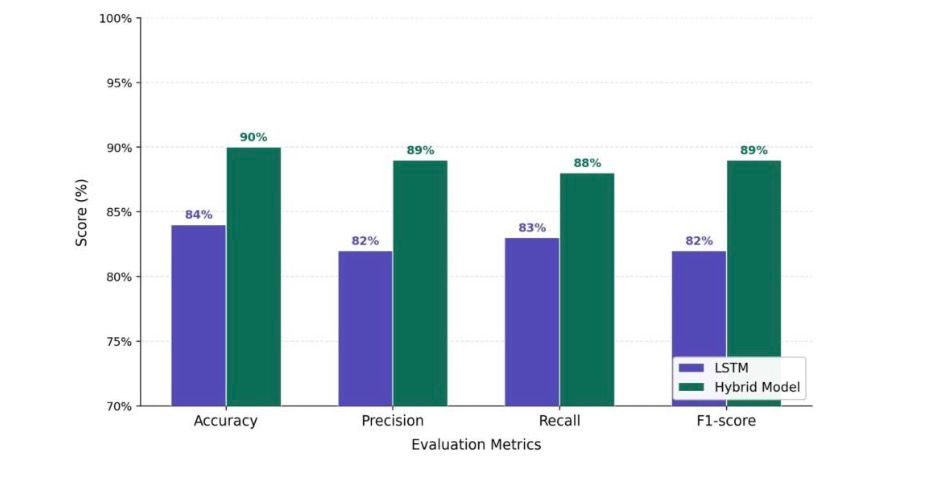 100%
95%
90%
85%
80%
75%
70%
Score (%)
84%
90%
82%
89%
83%
88%
82%
89%
LSTM
Hybrid Model
Accuracy
Precision
Recall
F1-score
Evaluation Metrics